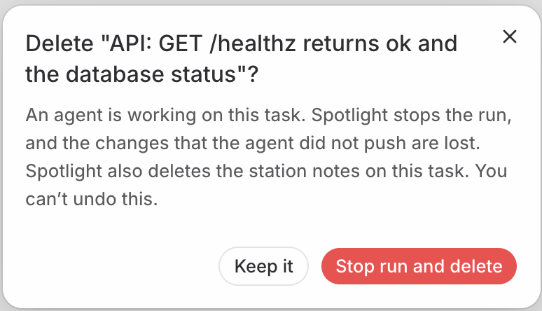 Delete "API: GET /healthz returns ok and
the database status"?
An agent is working on this task. Spotlight stops the run,
and the changes that the agent did not push are lost.
Spotlight also deletes the station notes on this task. You
can’t undo this.
Keep it
Stop run and delete